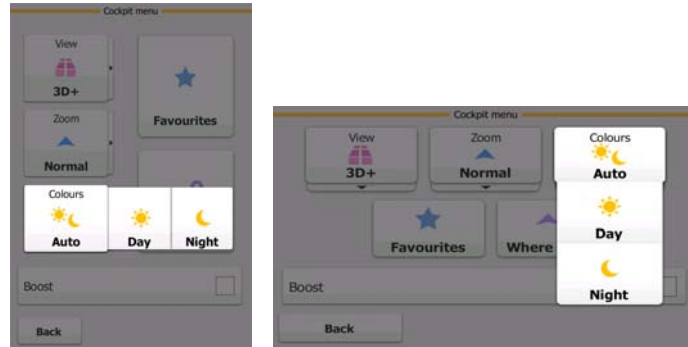 Cockpit menu
View
3D+
Zoom
Normal
Favourites
Colours
Auto
Day
Night
Boost
Back
Cockpit menu
View
3D+
Zoom
Normal
Colours
Auto
Day
Night
Favourites
Where
Boost
Back